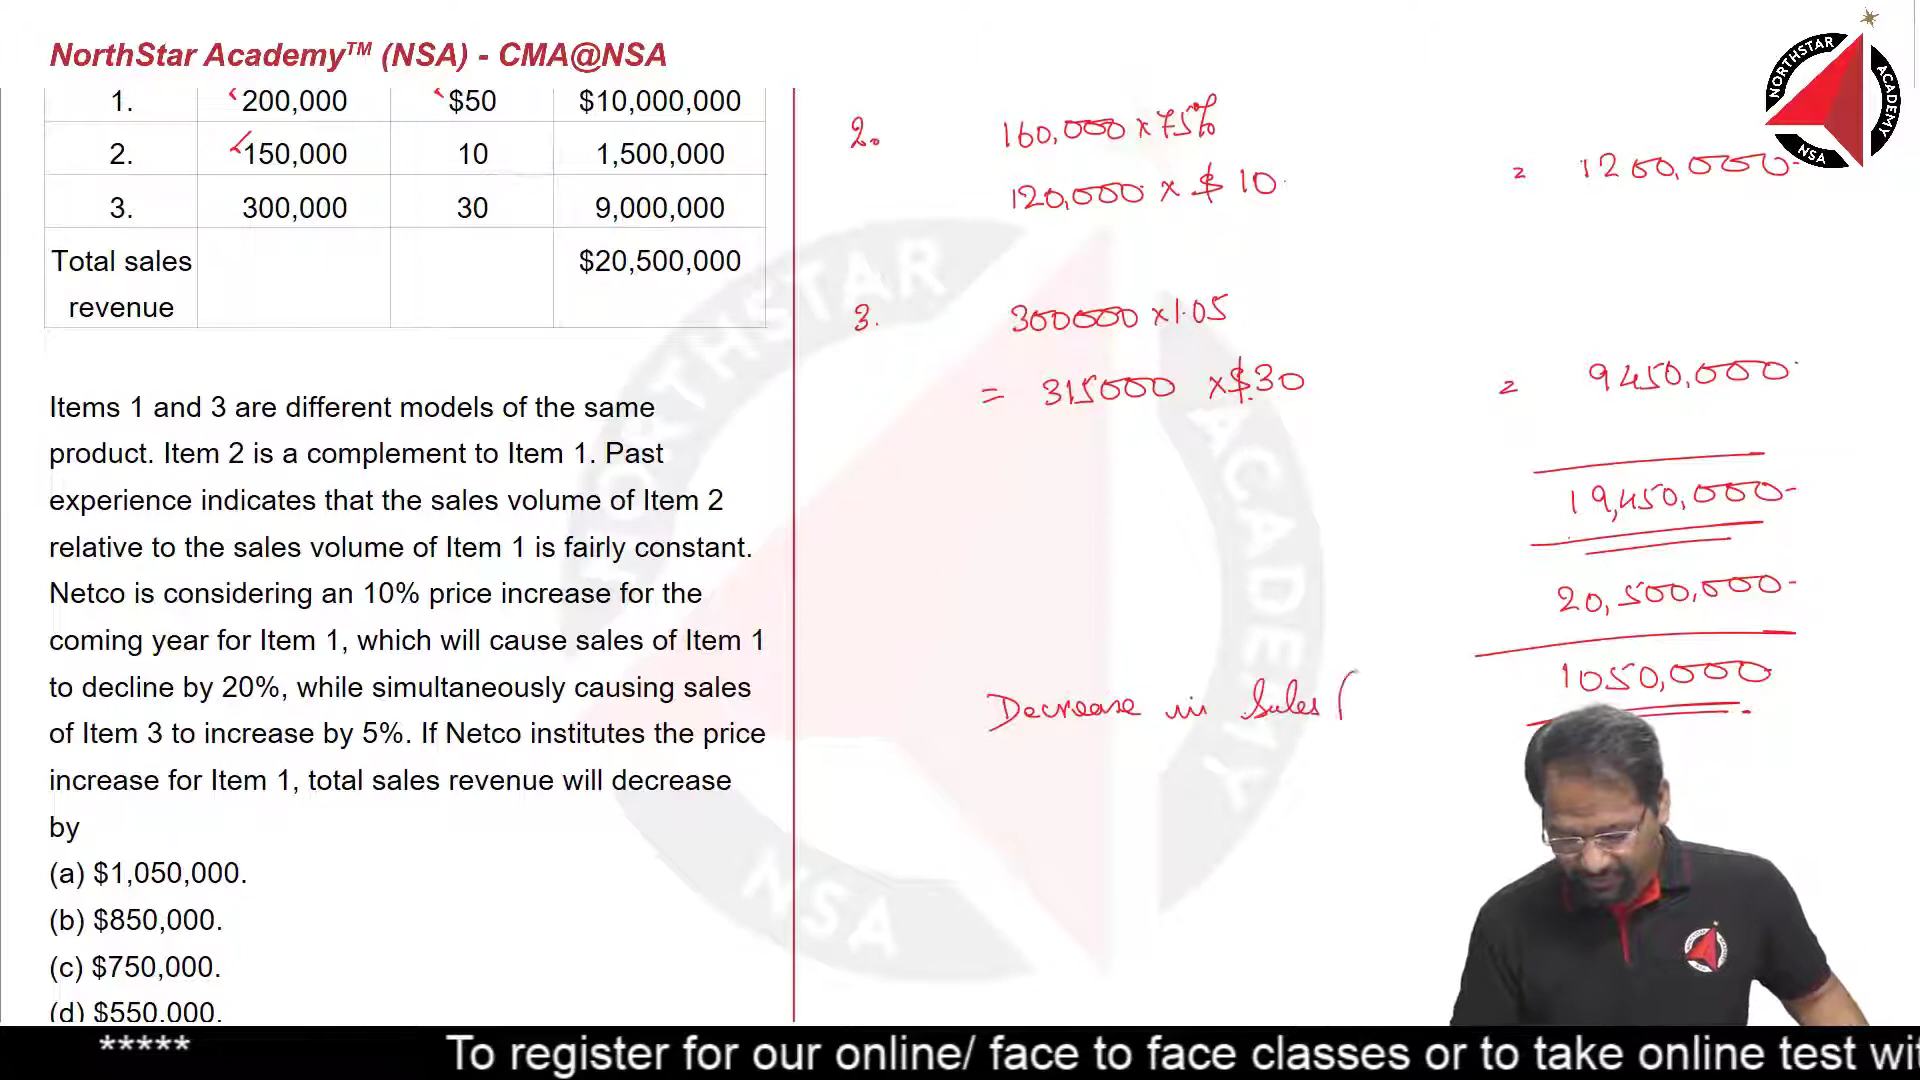 NorthStar Academy™ (NSA) - CMA@NSA
1. 200,000 $50 $10,000,000
2. 150,000 10 1,500,000
3. 300,000 30 9,000,000
Total sales $20,500,000
revenue
Items 1 and 3 are different models of the same
product. Item 2 is a complement to Item 1. Past
experience indicates that the sales volume of Item 2
relative to the sales volume of Item 1 is fairly constant.
Netco is considering an 10% price increase for the
coming year for Item 1, which will cause sales of Item 1
to decline by 20%, while simultaneously causing sales
of Item 3 to increase by 5%. If Netco institutes the price
increase for Item 1, total sales revenue will decrease
by
(a) $1,050,000.
(b) $850,000.
(c) $750,000.
(d) $550,000.
2. 160,000 × 75%
120,000 × $ 10 = 1200,000
3. 300000 × 1.05
= 315000 × $.30 = 9450,000
19,450,000
20,500,000
Decrease in Sales ( 1050,000
NORTHSTAR
ACADEMY
NSA
NORTHSTAR
ACADEMY
NSA
***** To register for our online/ face to face classes or to take online test wi